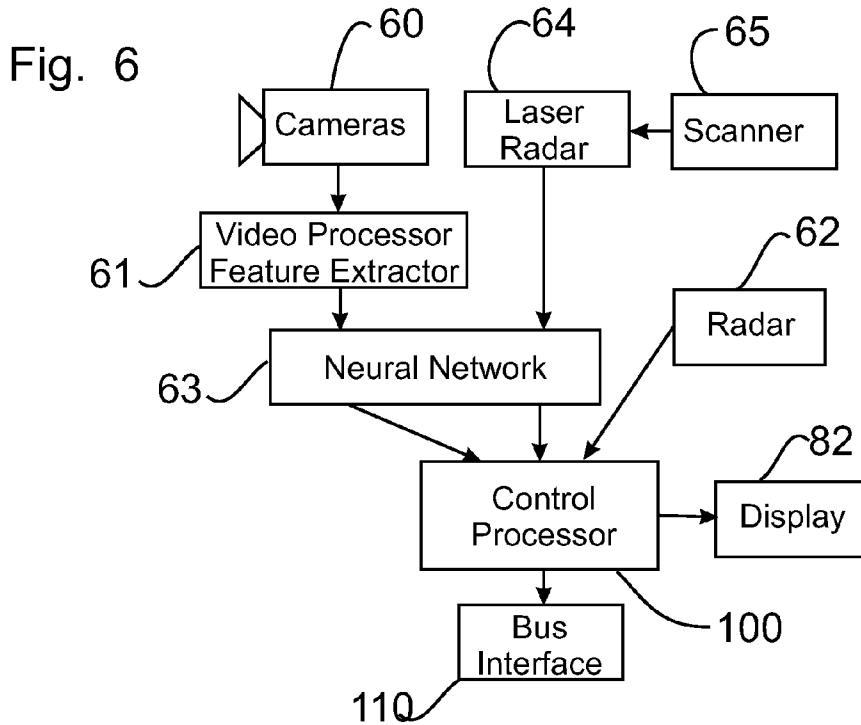 Fig. 6
60
64
65
Cameras
Laser
Radar
Scanner
Video Processor
Feature Extractor
61
62
Radar
Neural Network
63
82
Control
Processor
Display
100
Bus
Interface
110